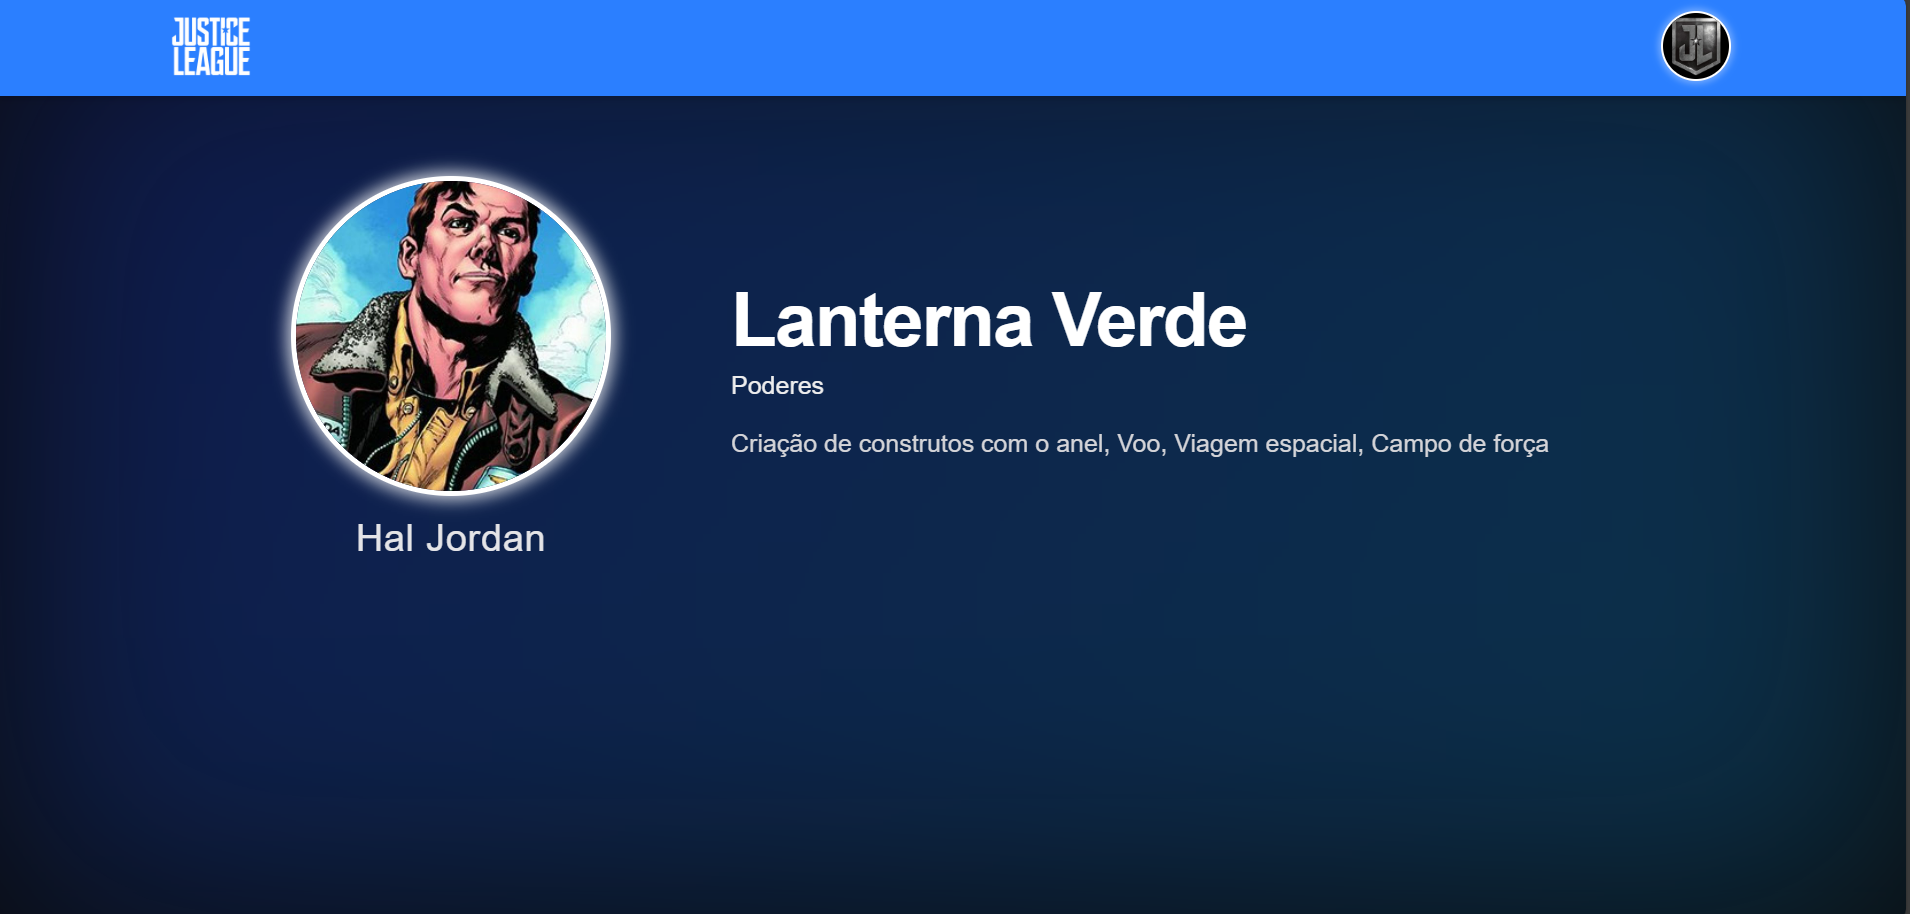 JUSTICE
LEAGUE
JL
Lanterna Verde
Poderes
Criação de construtos com o anel, Voo, Viagem espacial, Campo de força
Hal Jordan